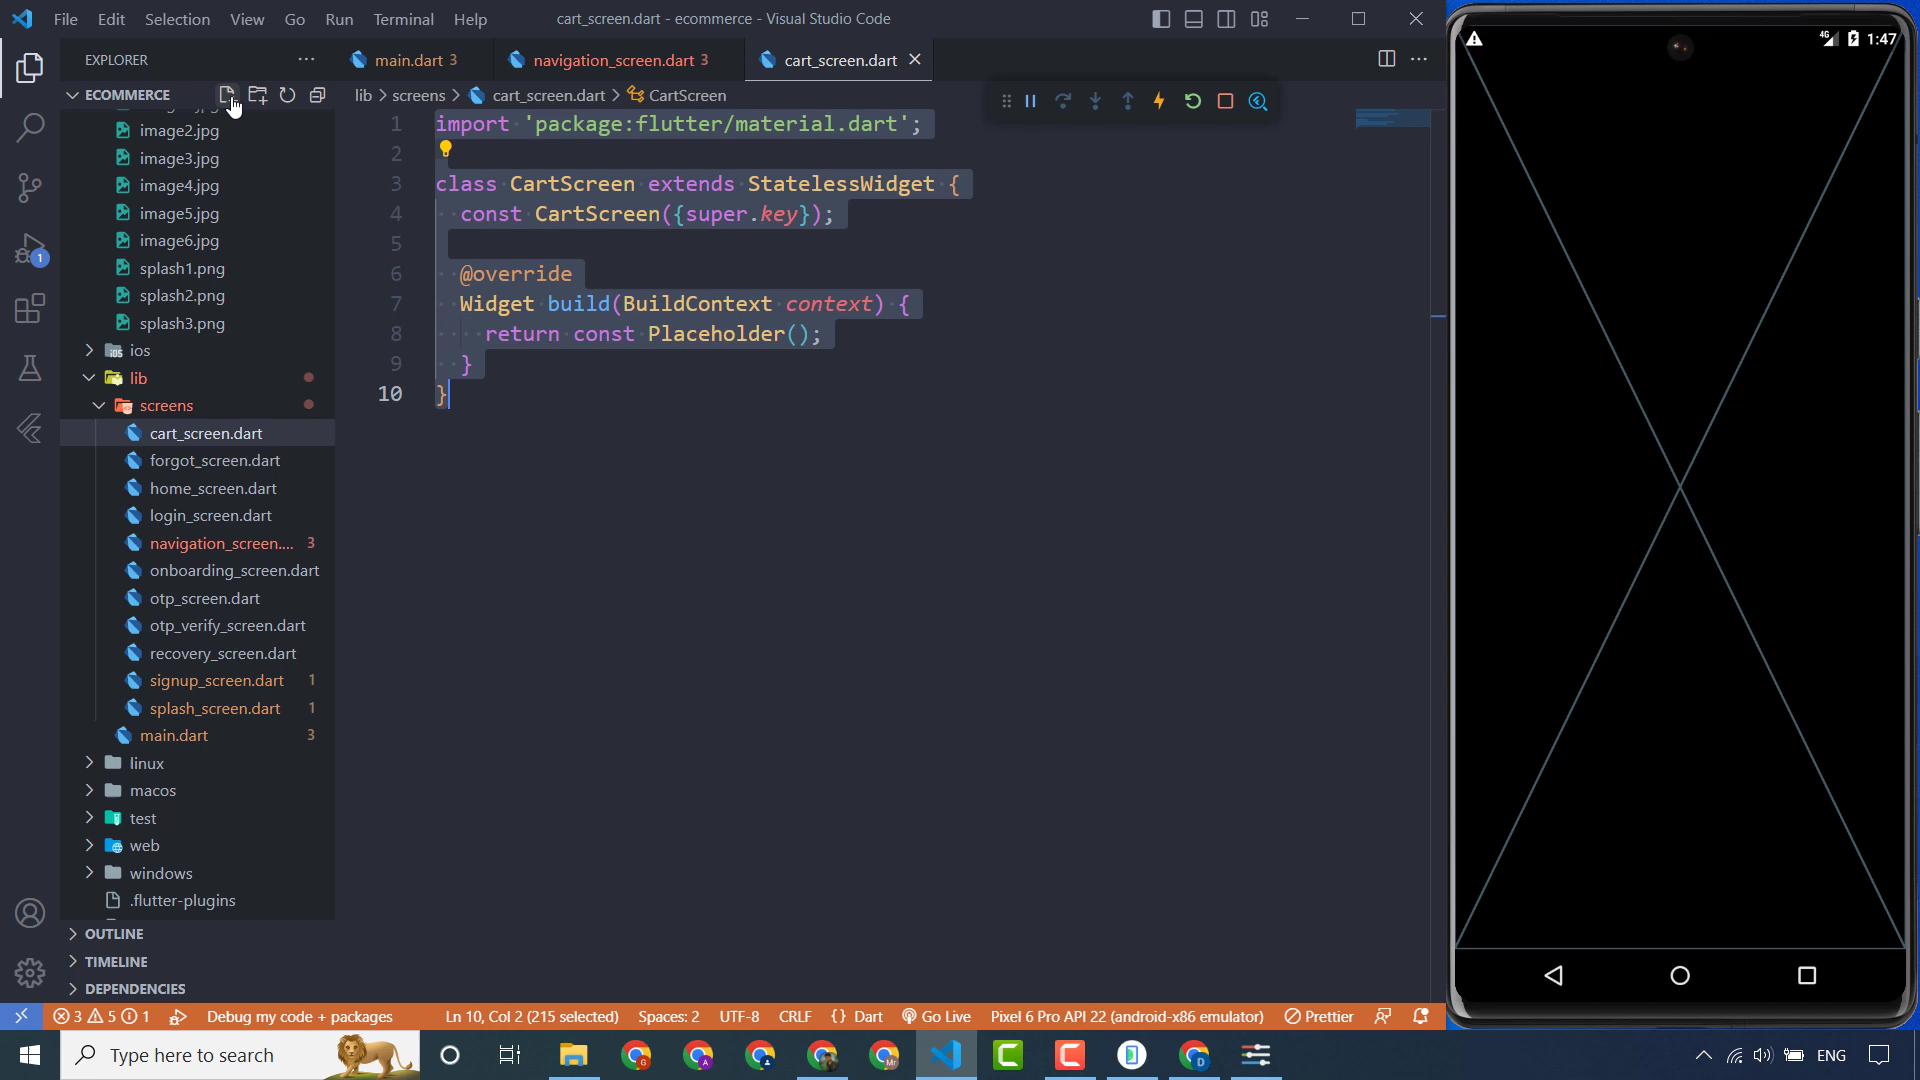 File Edit Selection View Go Run Terminal Help cart_screen.dart - ecommerce - Visual Studio Code
EXPLORER
main.dart 3
navigation_screen.dart 3
cart_screen.dart
ECOMMERCE
lib > screens > cart_screen.dart > CartScreen
image2.jpg
image3.jpg
image4.jpg
image5.jpg
image6.jpg
splash1.png
splash2.png
splash3.png
ios
lib
screens
cart_screen.dart
forgot_screen.dart
home_screen.dart
login_screen.dart
navigation_screen.... 3
onboarding_screen.dart
otp_screen.dart
otp_verify_screen.dart
recovery_screen.dart
signup_screen.dart 1
splash_screen.dart 1
main.dart 3
linux
macos
test
web
windows
.flutter-plugins
OUTLINE
TIMELINE
DEPENDENCIES
1 import 'package:flutter/material.dart';
2
3 class CartScreen extends StatelessWidget {
4 const CartScreen({super.key});
5
6 @override
7 Widget build(BuildContext context) {
8 return const Placeholder();
9 }
10 }
1
4G 1:47
3 5 1 Debug my code + packages Ln 10, Col 2 (215 selected) Spaces: 2 UTF-8 CRLF {} Dart Go Live Pixel 6 Pro API 22 (android-x86 emulator) Prettier
Type here to search
ENG